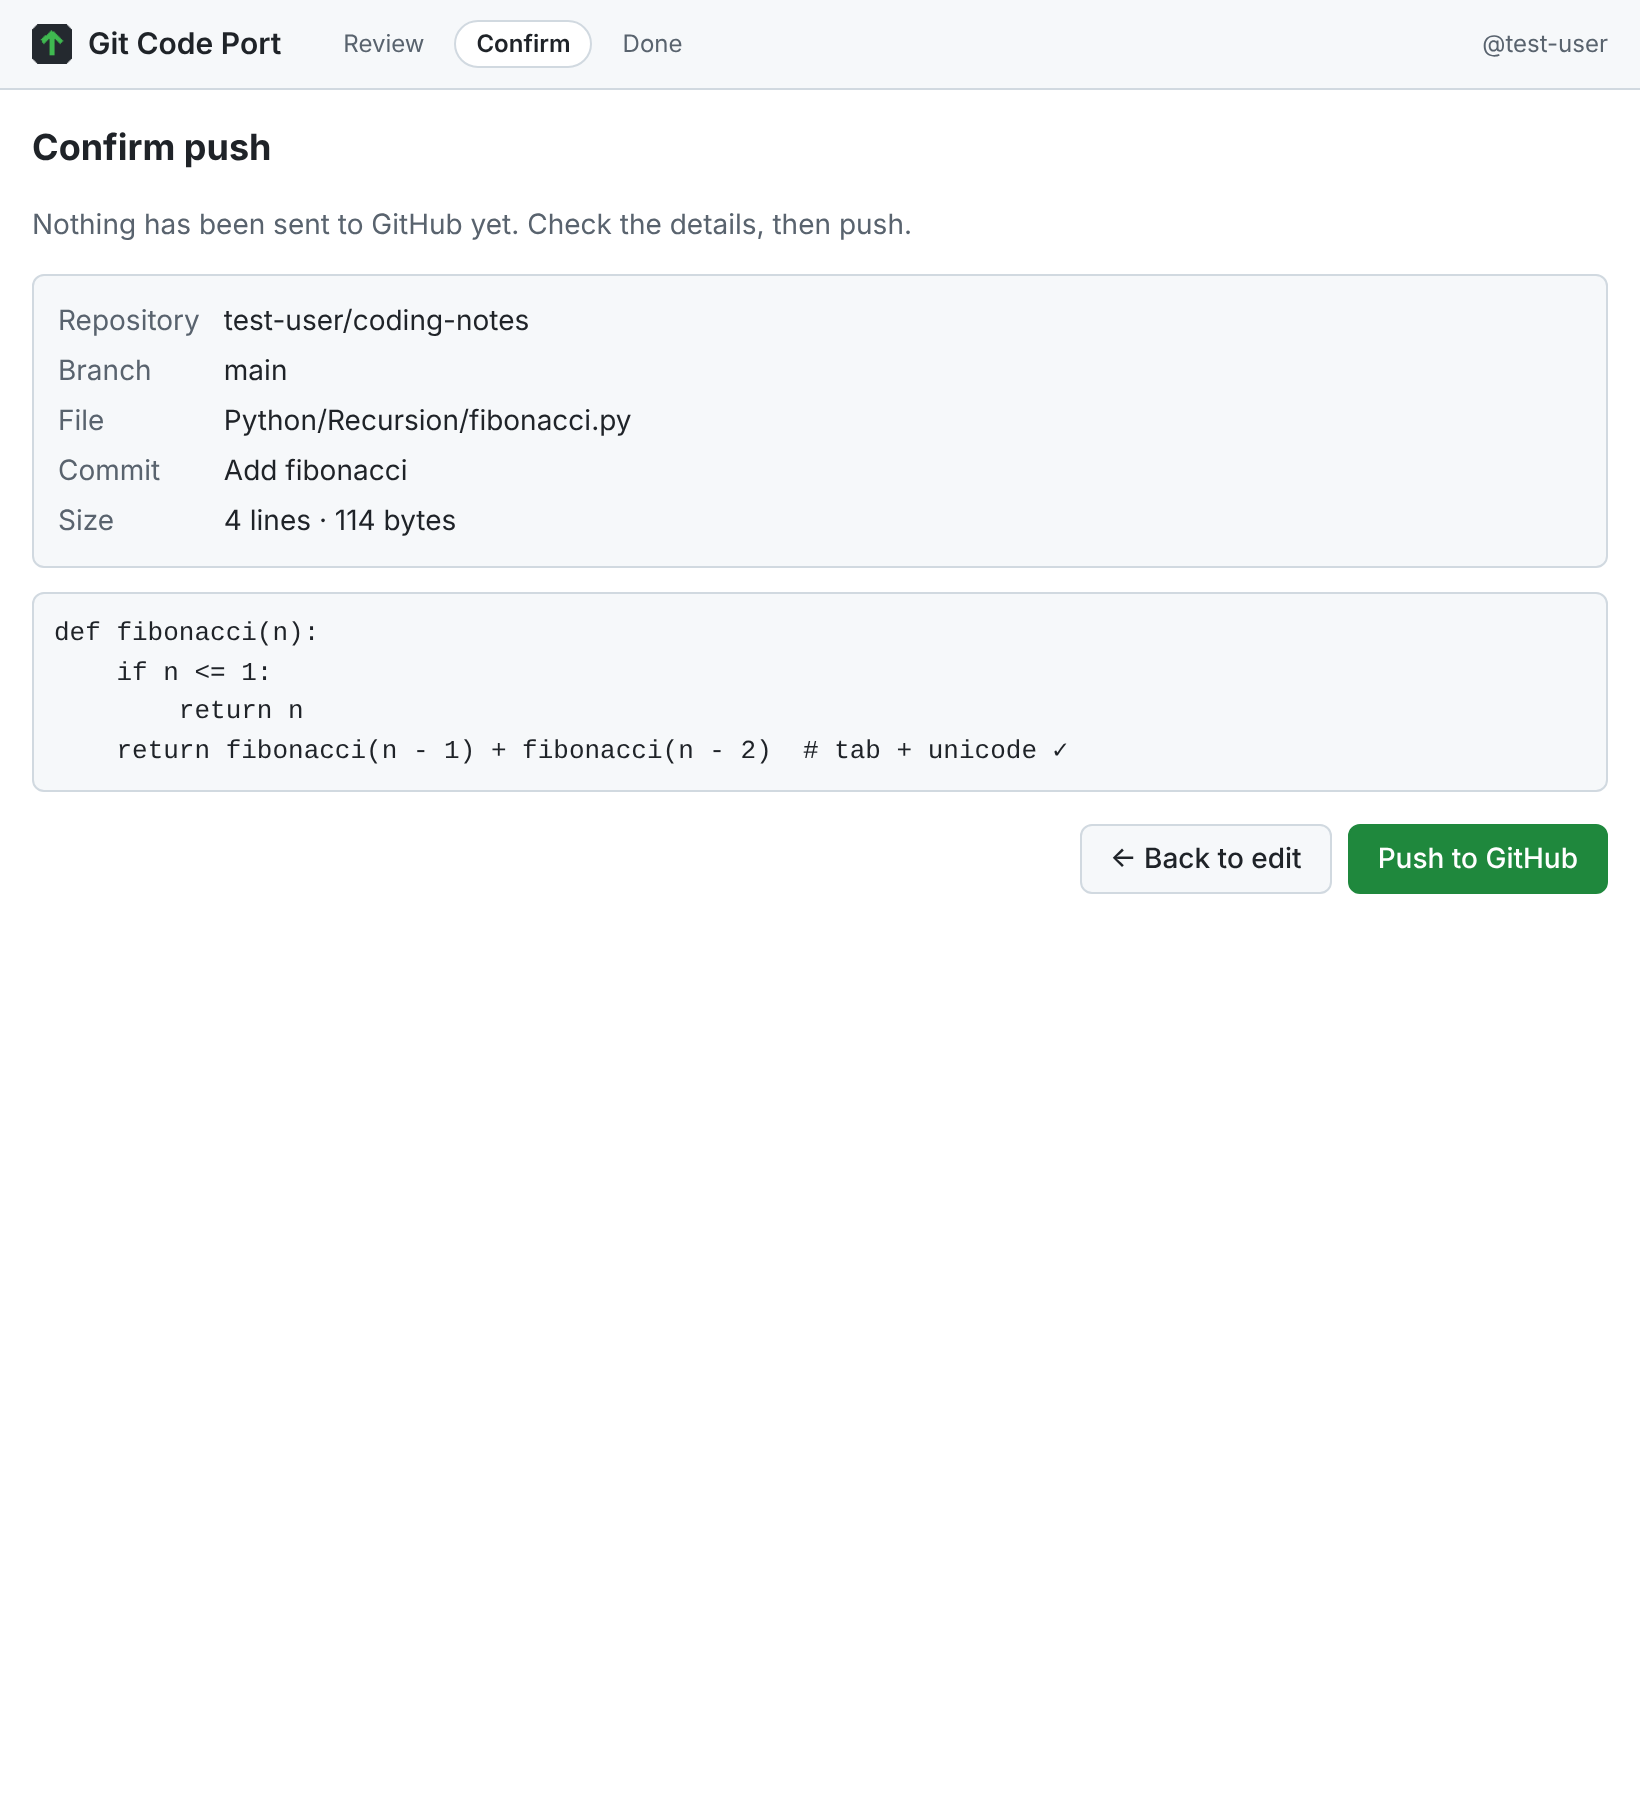 Git Code Port Review Confirm Done @test-user
Confirm push
Nothing has been sent to GitHub yet. Check the details, then push.
Repository test-user/coding-notes
Branch main
File Python/Recursion/fibonacci.py
Commit Add fibonacci
Size 4 lines · 114 bytes
def fibonacci(n):
    if n <= 1:
        return n
    return fibonacci(n - 1) + fibonacci(n - 2)  # tab + unicode ✓
← Back to edit Push to GitHub